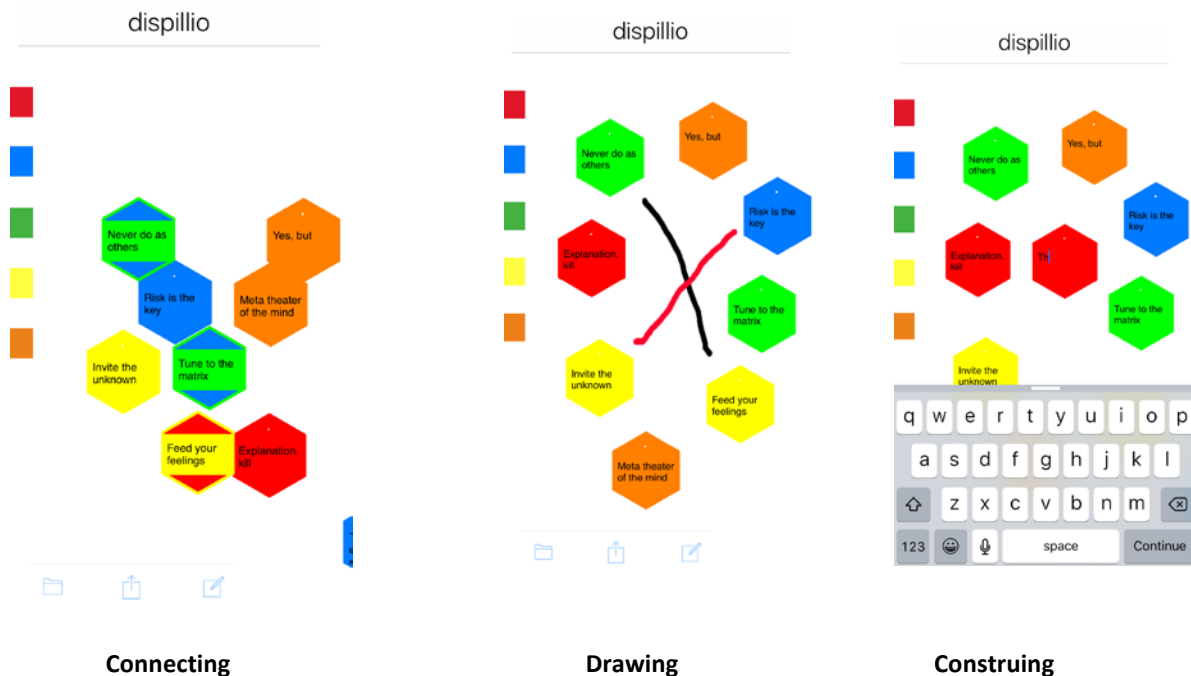 dispillio
Never do as
others
Yes, but
Risk is the
key
Meta theater
of the mind
Invite the
unknown
Tune to the
matrix
Feed your
feelings
Explanation.
kill
Connecting
dispillio
Never do as
others
Yes, but
Risk is the
key
Explanation.
kill
Tune to the
matrix
Invite the
unknown
Feed your
feelings
Meta theater
of the mind
Drawing
dispillio
Never do as
others
Yes, but
Risk is the
key
Explanation.
kill
Tri
Tune to the
matrix
Invite the
unknown
q w e r t y u i o p
a s d f g h j k l
z x c v b n m
123 space Continue
Construing